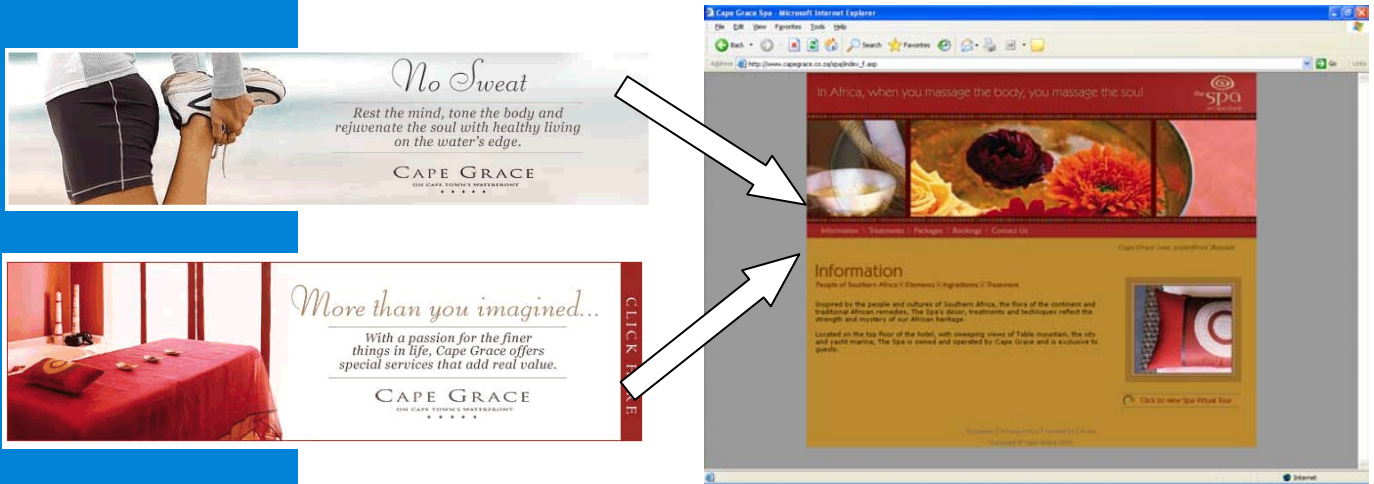 No Sweat
Rest the mind, tone the body and
rejuvenate the soul with healthy living
on the water's edge.
CAPE GRACE
ON CAPE TOWN'S WATERFRONT
More than you imagined...
With a passion for the finer
things in life, Cape Grace offers
special services that add real value.
CAPE GRACE
ON CAPE TOWN'S WATERFRONT
CLICK
Cape Grace Spa - Microsoft Internet Explorer
File Edit View Favorites Tools Help
Back Search Favorites
Address http://www.capegrace.co.za/spa/index_f.asp Go Links
In Africa, when you massage the body, you massage the soul
the spa
Information | Treatments | Packages | Bookings | Contact Us
Information
People of Southern Africa Elements Ingredients Treatment
Inspired by the people and cultures of Southern Africa, the flora of the continent and
traditional African remedies, The Spa's décor, treatments and techniques reflect the
strength and mystery of our African heritage.
Located on the top floor of the hotel, with sweeping views of Table mountain, the city
and yacht marina, The Spa is owned and operated by Cape Grace and is exclusive to
guests.
Click to view Spa Virtual Tour
Internet